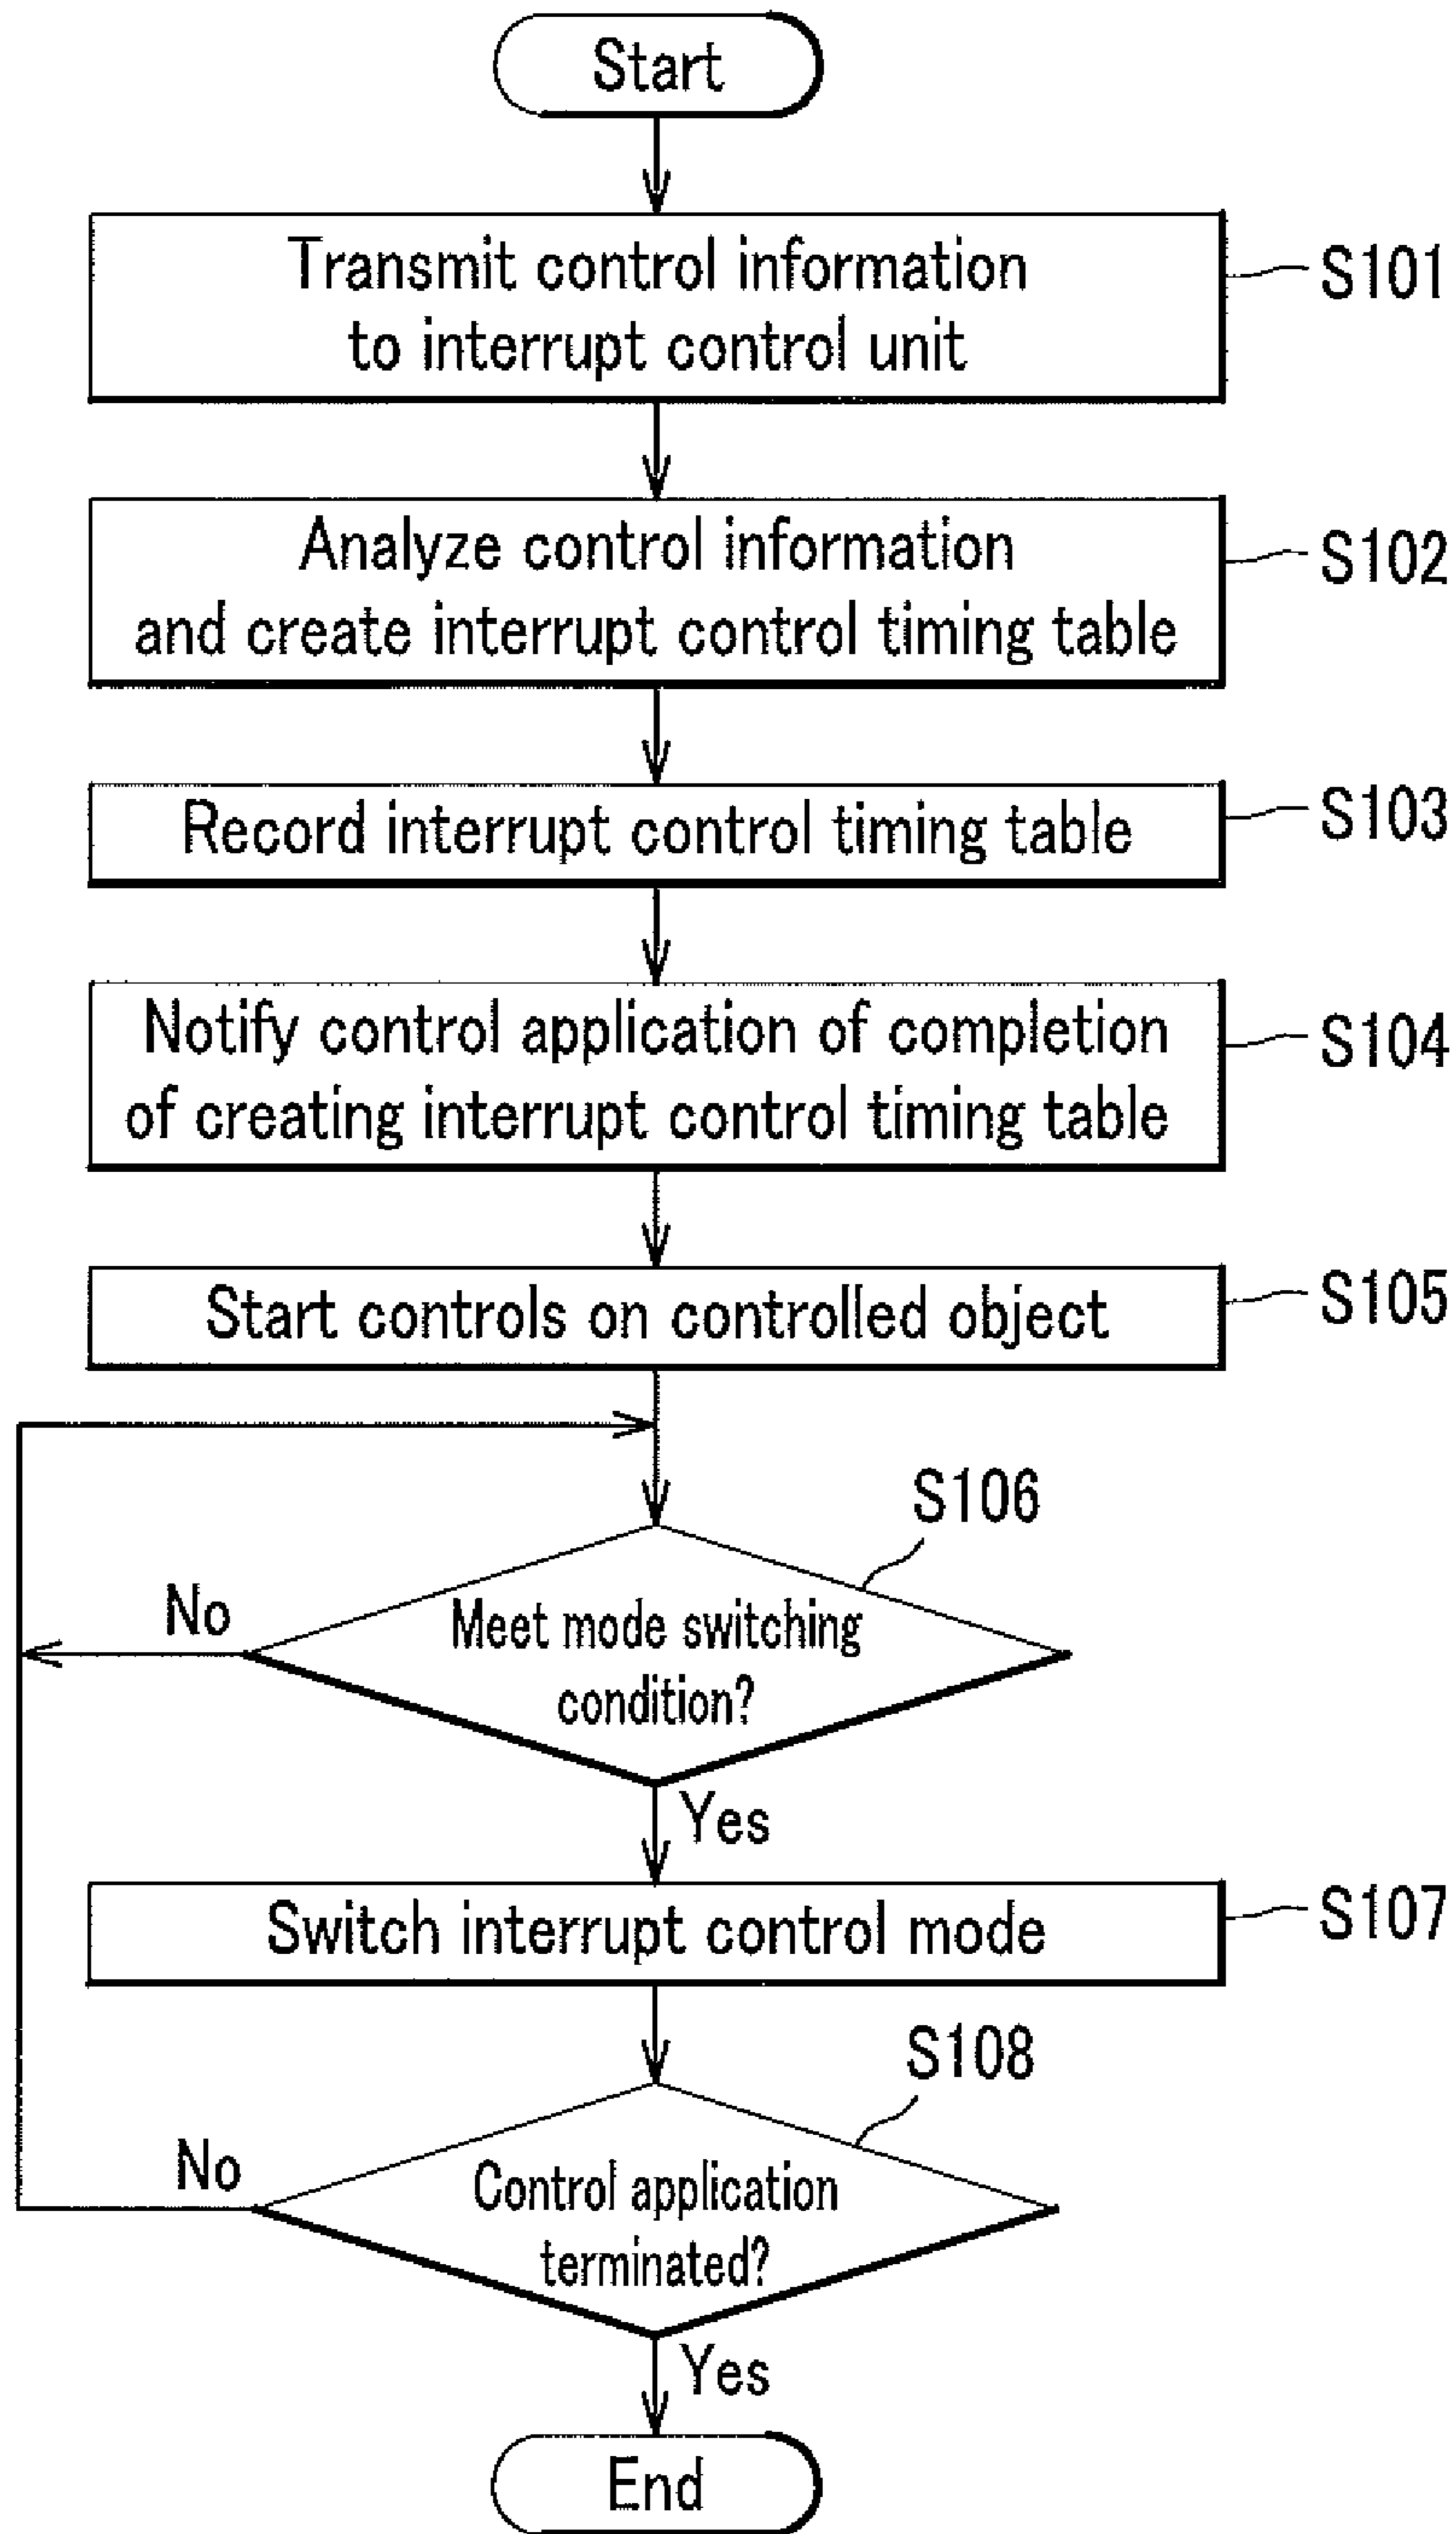 Start
Transmit control information
to interrupt control unit
S101
Analyze control information
and create interrupt control timing table
S102
Record interrupt control timing table
S103
Notify control application of completion
of creating interrupt control timing table
S104
Start controls on controlled object
S105
S106
No
Meet mode switching
condition?
Yes
Switch interrupt control mode
S107
S108
No
Control application
terminated?
Yes
End